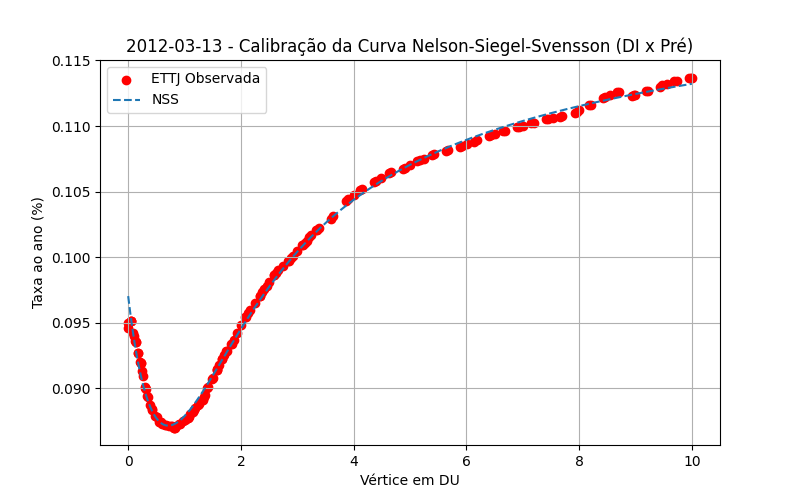 2012-03-13 - Calibração da Curva Nelson-Siegel-Svensson (DI x Pré)
ETTJ Observada
NSS
Taxa ao ano (%)
0.115
0.110
0.105
0.100
0.095
0.090
0 2 4 6 8 10
Vértice em DU